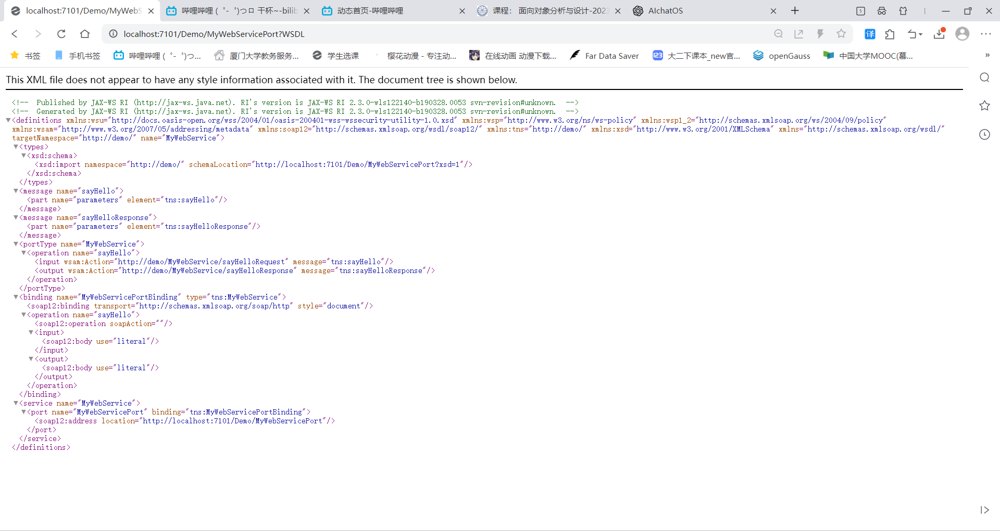 localhost:7101/Demo/MyWebS
哔哩哔哩 ( ゜- ゜)つロ 干杯~-bilib
动态首页-哔哩哔哩
课程： 面向对象分析与设计-2023
AIchatOS
5
localhost:7101/Demo/MyWebServicePort?WSDL
译
书签
手机书签
哔哩哔哩 ( ゜- ゜)つ...
厦门大学教务服务...
学生选课
樱花动漫 - 专注动...
在线动画 动漫下载...
Far Data Saver
123
大二下课本_new官...
openGauss
中国大学MOOC(慕...
»
This XML file does not appear to have any style information associated with it. The document tree is shown below.
<!--  Published by JAX-WS RI (http://jax-ws.java.net). RI's version is JAX-WS RI 2.3.0-wls122140-b190328.0053 svn-revision#unknown.  -->
<!--  Generated by JAX-WS RI (http://jax-ws.java.net). RI's version is JAX-WS RI 2.3.0-wls122140-b190328.0053 svn-revision#unknown.  -->
▼<definitions xmlns:wsu="http://docs.oasis-open.org/wss/2004/01/oasis-200401-wss-wssecurity-utility-1.0.xsd" xmlns:wsp="http://www.w3.org/ns/ws-policy" xmlns:wsp1_2="http://schemas.xmlsoap.org/ws/2004/09/policy"
xmlns:wsam="http://www.w3.org/2007/05/addressing/metadata" xmlns:soap12="http://schemas.xmlsoap.org/wsdl/soap12/" xmlns:tns="http://demo/" xmlns:xsd="http://www.w3.org/2001/XMLSchema" xmlns="http://schemas.xmlsoap.org/wsdl/"
targetNamespace="http://demo/" name="MyWebService">
▼<types>
▼<xsd:schema>
<xsd:import namespace="http://demo/" schemaLocation="http://localhost:7101/Demo/MyWebServicePort?xsd=1"/>
</xsd:schema>
</types>
▼<message name="sayHello">
<part name="parameters" element="tns:sayHello"/>
</message>
▼<message name="sayHelloResponse">
<part name="parameters" element="tns:sayHelloResponse"/>
</message>
▼<portType name="MyWebService">
▼<operation name="sayHello">
<input wsam:Action="http://demo/MyWebService/sayHelloRequest" message="tns:sayHello"/>
<output wsam:Action="http://demo/MyWebService/sayHelloResponse" message="tns:sayHelloResponse"/>
</operation>
</portType>
▼<binding name="MyWebServicePortBinding" type="tns:MyWebService">
<soap12:binding transport="http://schemas.xmlsoap.org/soap/http" style="document"/>
▼<operation name="sayHello">
<soap12:operation soapAction=""/>
▼<input>
<soap12:body use="literal"/>
</input>
▼<output>
<soap12:body use="literal"/>
</output>
</operation>
</binding>
▼<service name="MyWebService">
▼<port name="MyWebServicePort" binding="tns:MyWebServicePortBinding">
<soap12:address location="http://localhost:7101/Demo/MyWebServicePort"/>
</port>
</service>
</definitions>